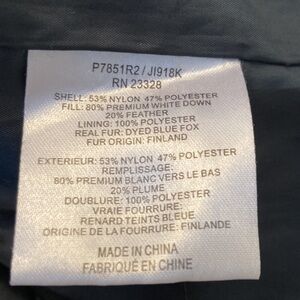 P7851R2 / JI918K
RN 23328
SHELL: 53% NYLON 47% POLYESTER
FILL: 80% PREMIUM WHITE DOWN
20% FEATHER
LINING: 100% POLYESTER
REAL FUR: DYED BLUE FOX
FUR ORIGIN: FINLAND
EXTERIEUR: 53% NYLON 47% POLYESTER
REMPLISSAGE:
80% PREMIUM BLANC VERS LE BAS
20% PLUME
DOUBLURE: 100% POLYESTER
VRAIE FOURRURE:
RENARD TEINTS BLEUE.
ORIGINE DE LA FOURRURE: FINLANDE
MADE IN CHINA
FABRIQUÉ EN CHINE